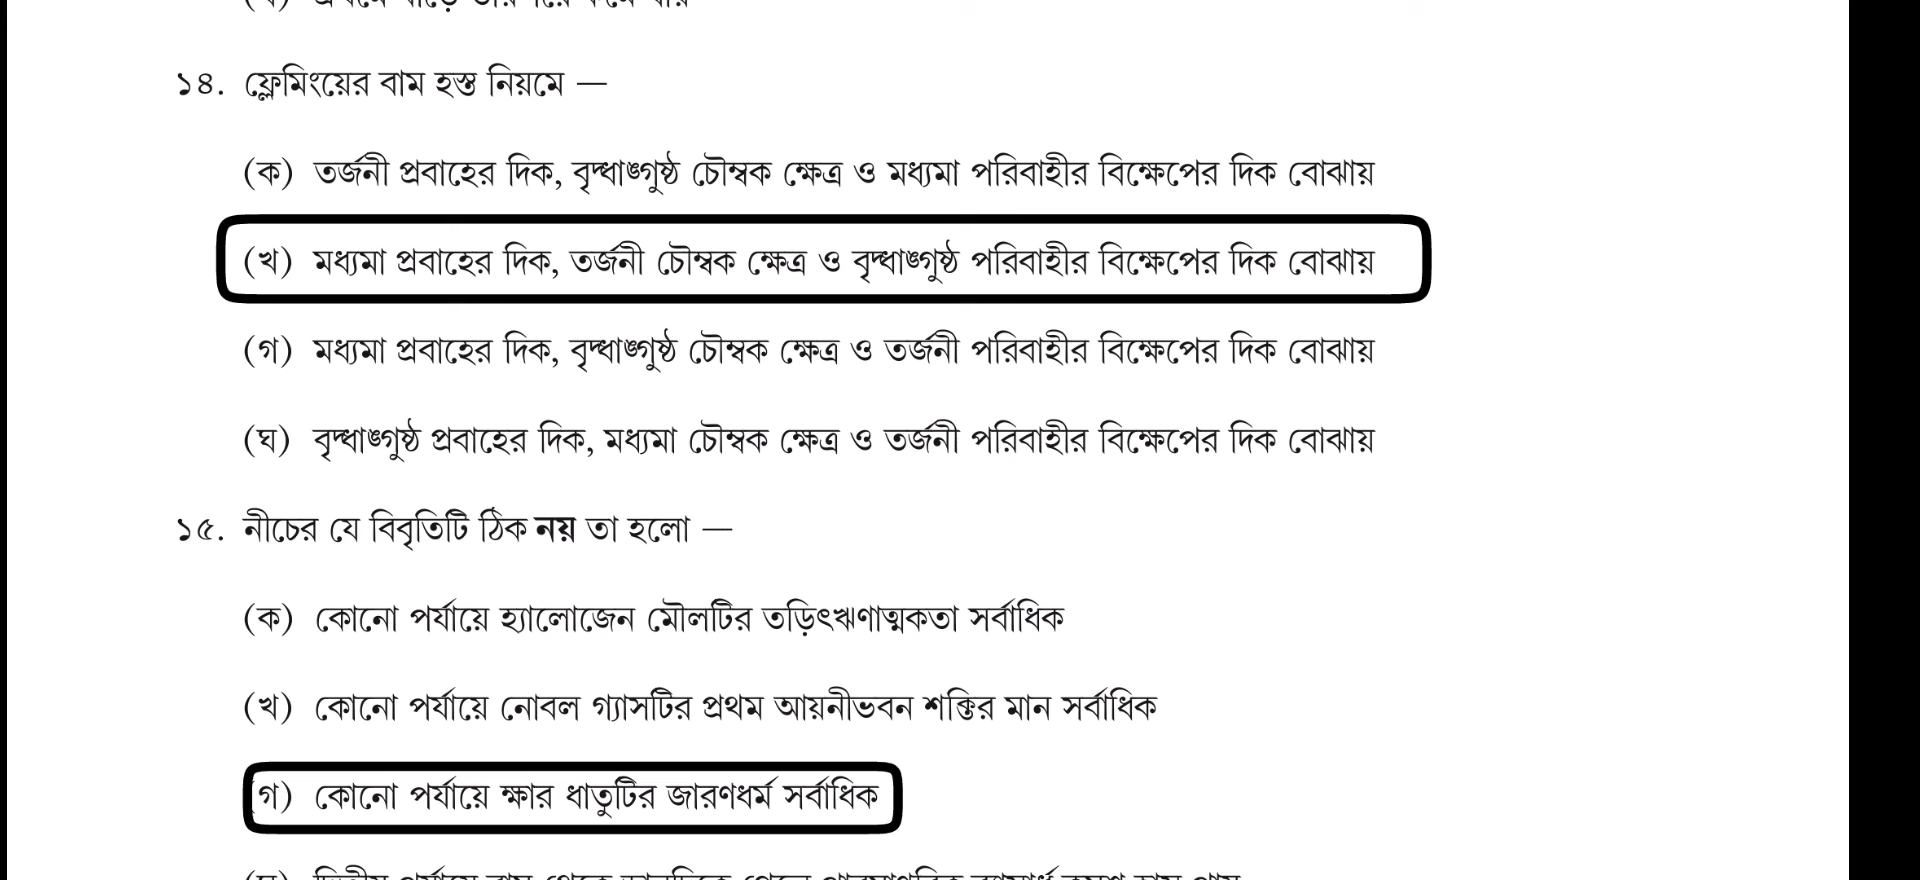 ১৪. ফ্লেমিংয়ের বাম হস্ত নিয়মে —
(ক) তর্জনী প্রবাহের দিক, বৃদ্ধাঙ্গুষ্ঠ চৌম্বক ক্ষেত্র ও মধ্যমা পরিবাহীর বিক্ষেপের দিক বোঝায়
(খ) মধ্যমা প্রবাহের দিক, তর্জনী চৌম্বক ক্ষেত্র ও বৃদ্ধাঙ্গুষ্ঠ পরিবাহীর বিক্ষেপের দিক বোঝায়
(গ) মধ্যমা প্রবাহের দিক, বৃদ্ধাঙ্গুষ্ঠ চৌম্বক ক্ষেত্র ও তর্জনী পরিবাহীর বিক্ষেপের দিক বোঝায়
(ঘ) বৃদ্ধাঙ্গুষ্ঠ প্রবাহের দিক, মধ্যমা চৌম্বক ক্ষেত্র ও তর্জনী পরিবাহীর বিক্ষেপের দিক বোঝায়
১৫. নীচের যে বিবৃতিটি ঠিক নয় তা হলো —
(ক) কোনো পর্যায়ে হ্যালোজেন মৌলটির তড়িৎঋণাত্মকতা সর্বাধিক
(খ) কোনো পর্যায়ে নোবল গ্যাসটির প্রথম আয়নীভবন শক্তির মান সর্বাধিক
(গ) কোনো পর্যায়ে ক্ষার ধাতুটির জারণধর্ম সর্বাধিক